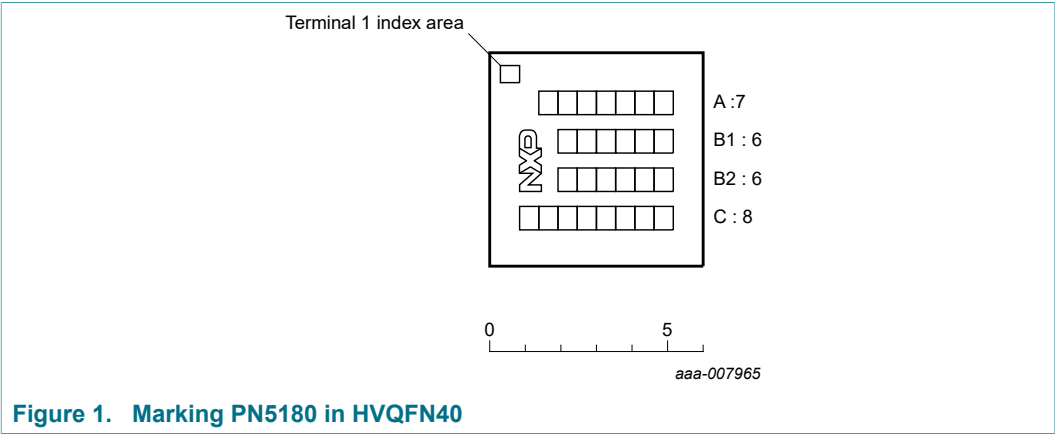 Terminal 1 index area
A :7
B1 : 6
B2 : 6
C : 8
NXP
0 5
aaa-007965
Figure 1. Marking PN5180 in HVQFN40